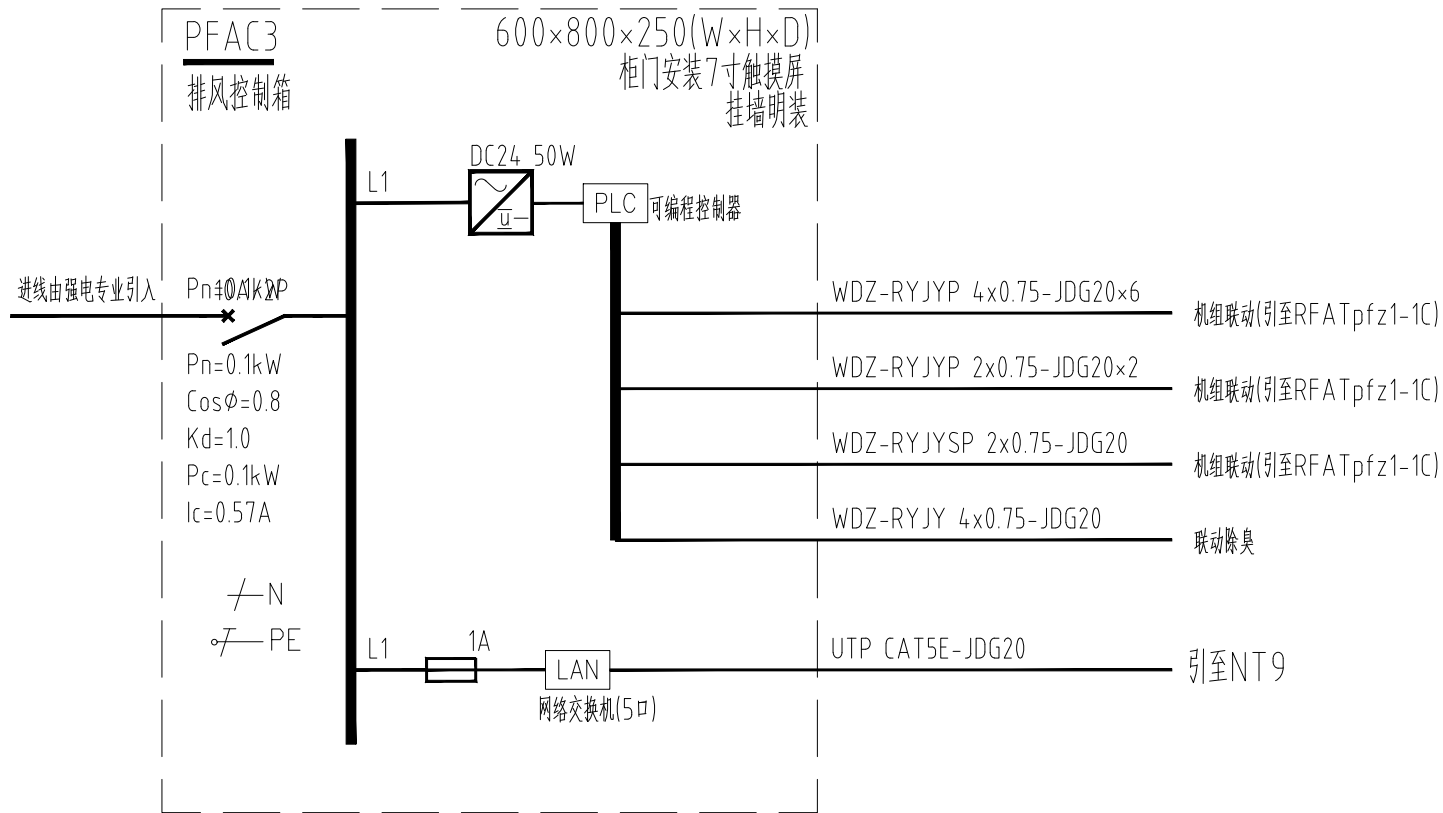 PFAC3
排风控制箱
600×800×250(W×H×D)
柜门安装7寸触摸屏
挂墙明装
DC24 50W
L1
PLC
可编程控制器
u
进线由强电专业引入
Pn=0.1kW
10A/2P
Pn=0.1kW
CosΦ=0.8
Kd=1.0
Pc=0.1kW
Ic=0.57A
WDZ-RYJYP 4x0.75-JDG20×6
机组联动(引至RFATpfz1-1C)
WDZ-RYJYP 2x0.75-JDG20×2
机组联动(引至RFATpfz1-1C)
WDZ-RYJYSP 2x0.75-JDG20
机组联动(引至RFATpfz1-1C)
WDZ-RYJY 4x0.75-JDG20
联动除臭
N
PE
L1
1A
LAN
网络交换机(5口)
UTP CAT5E-JDG20
引至NT9